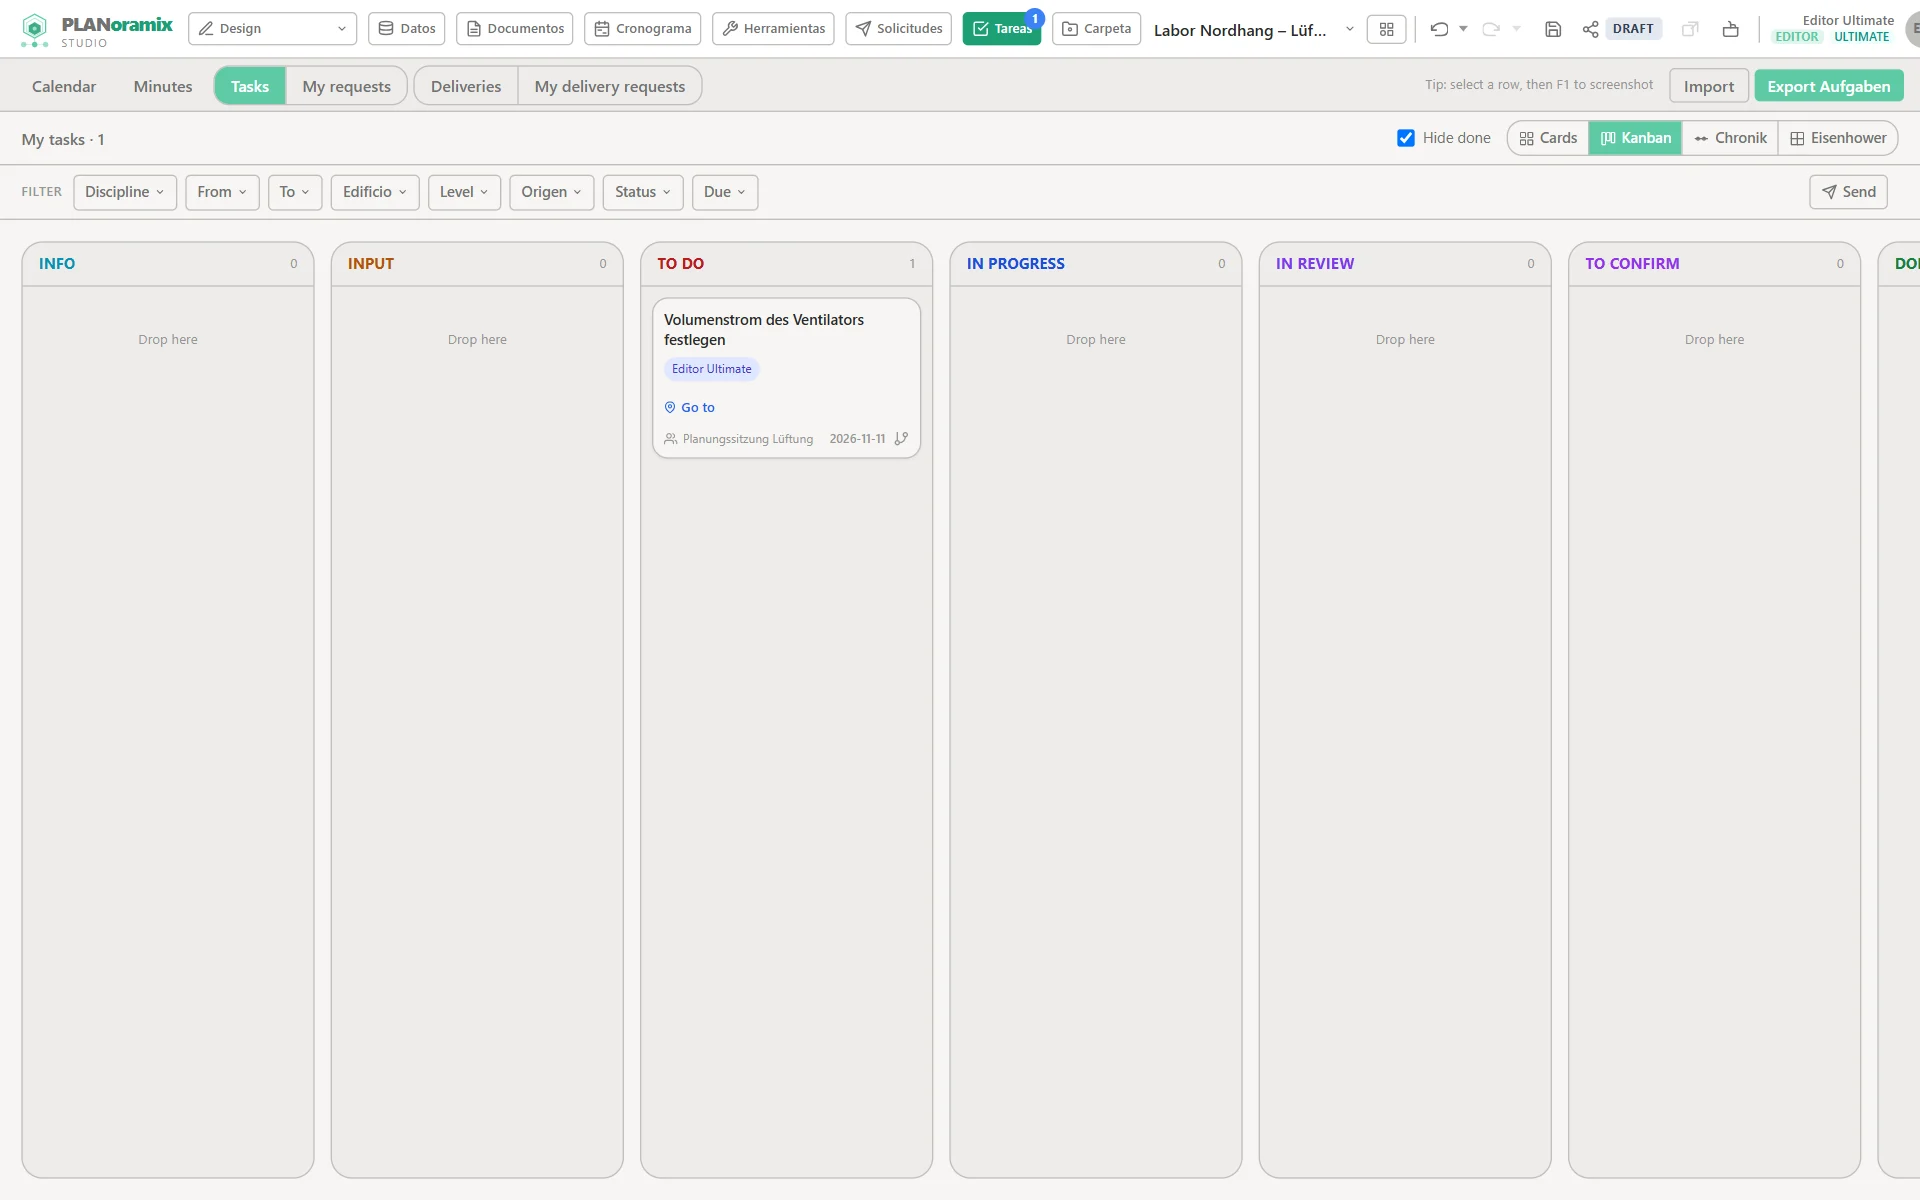 PLANoramix
STUDIO
Design
Datos
Documentos
Cronograma
Herramientas
Solicitudes
Tareas
1
Carpeta
Labor Nordhang – Lüf...
DRAFT
Editor Ultimate
EDITOR ULTIMATE
Calendar
Minutes
Tasks
My requests
Deliveries
My delivery requests
Tip: select a row, then F1 to screenshot
Import
Export Aufgaben
My tasks · 1
Hide done
Cards
Kanban
Chronik
Eisenhower
FILTER
Discipline
From
To
Edificio
Level
Origen
Status
Due
Send
INFO 0
INPUT 0
TO DO 1
IN PROGRESS 0
IN REVIEW 0
TO CONFIRM 0
Drop here
Drop here
Volumenstrom des Ventilators
festlegen
Editor Ultimate
Go to
Planungssitzung Lüftung 2026-11-11
Drop here
Drop here
Drop here